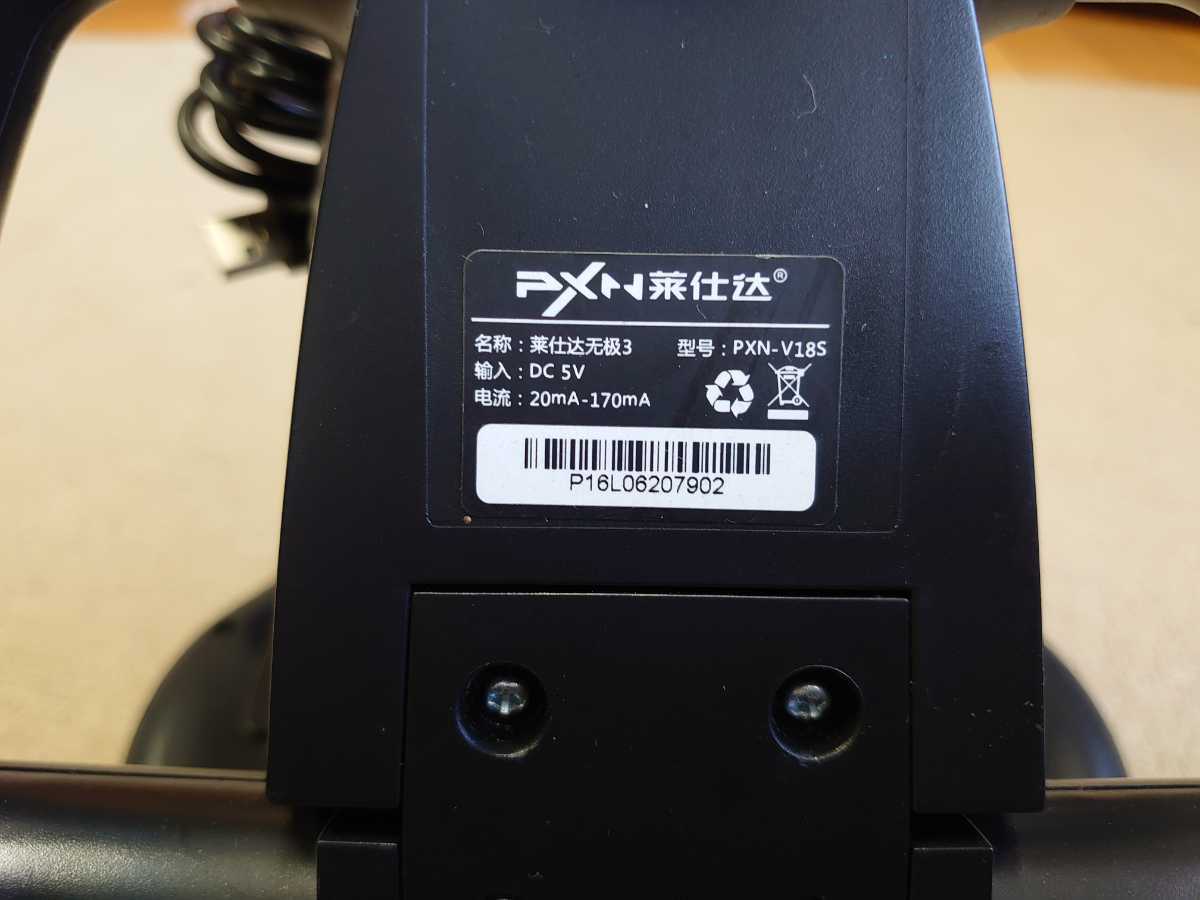 PXN莱仕达®
名称：莱仕达无极3 型号：PXN-V18S
输入：DC 5V
电流：20mA-170mA
P16L06207902